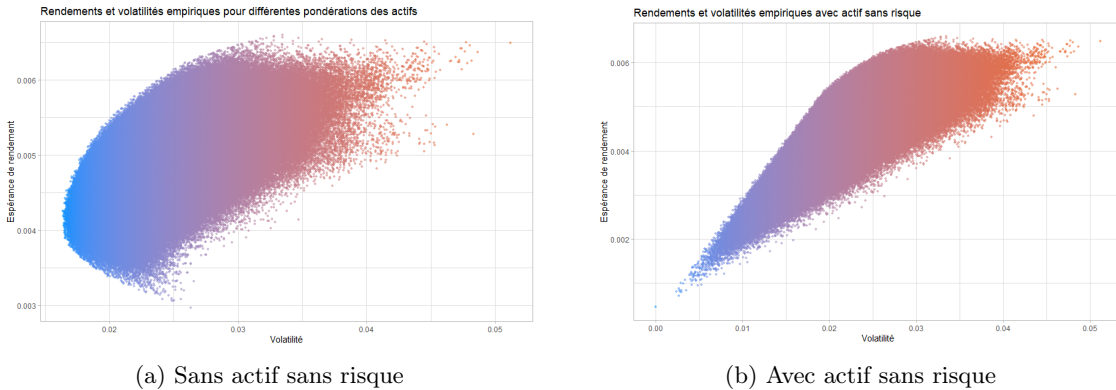 Rendements et volatilités empiriques pour différentes pondérations des actifs
Espérance de rendement
0.006
0.005
0.004
0.003
0.02
0.03
0.04
0.05
Volatilité
(a) Sans actif sans risque
Rendements et volatilités empiriques avec actif sans risque
Espérance de rendement
0.006
0.004
0.002
0.00
0.01
0.02
0.03
0.04
0.05
Volatilité
(b) Avec actif sans risque